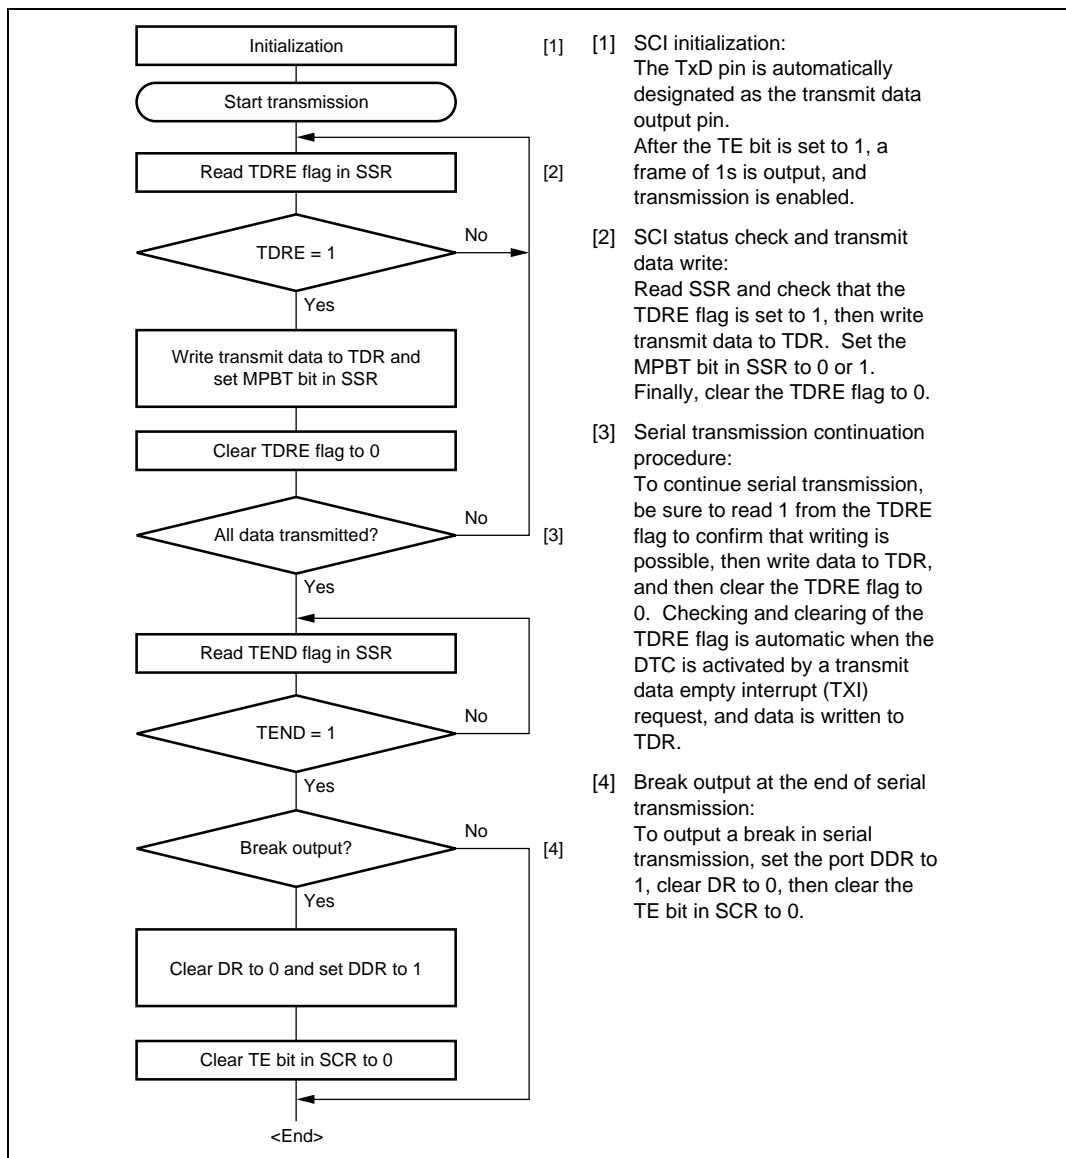 Initialization
[1]
Start transmission
Read TDRE flag in SSR
[2]
TDRE = 1
No
Yes
Write transmit data to TDR and
set MPBT bit in SSR
Clear TDRE flag to 0
All data transmitted?
No
[3]
Yes
Read TEND flag in SSR
TEND = 1
No
Yes
Break output?
No
[4]
Yes
Clear DR to 0 and set DDR to 1
Clear TE bit in SCR to 0
<End>
[1] SCI initialization:
The TxD pin is automatically
designated as the transmit data
output pin.
After the TE bit is set to 1, a
frame of 1s is output, and
transmission is enabled.
[2] SCI status check and transmit
data write:
Read SSR and check that the
TDRE flag is set to 1, then write
transmit data to TDR. Set the
MPBT bit in SSR to 0 or 1.
Finally, clear the TDRE flag to 0.
[3] Serial transmission continuation
procedure:
To continue serial transmission,
be sure to read 1 from the TDRE
flag to confirm that writing is
possible, then write data to TDR,
and then clear the TDRE flag to
0. Checking and clearing of the
TDRE flag is automatic when the
DTC is activated by a transmit
data empty interrupt (TXI)
request, and data is written to
TDR.
[4] Break output at the end of serial
transmission:
To output a break in serial
transmission, set the port DDR to
1, clear DR to 0, then clear the
TE bit in SCR to 0.